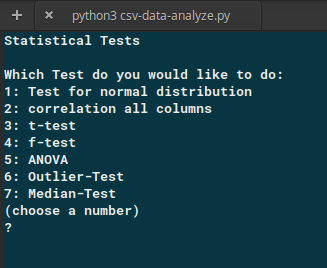 python3 csv-data-analyze.py
Statistical Tests
Which Test do you would like to do:
1: Test for normal distribution
2: correlation all columns
3: t-test
4: f-test
5: ANOVA
6: Outlier-Test
7: Median-Test
(choose a number)
?